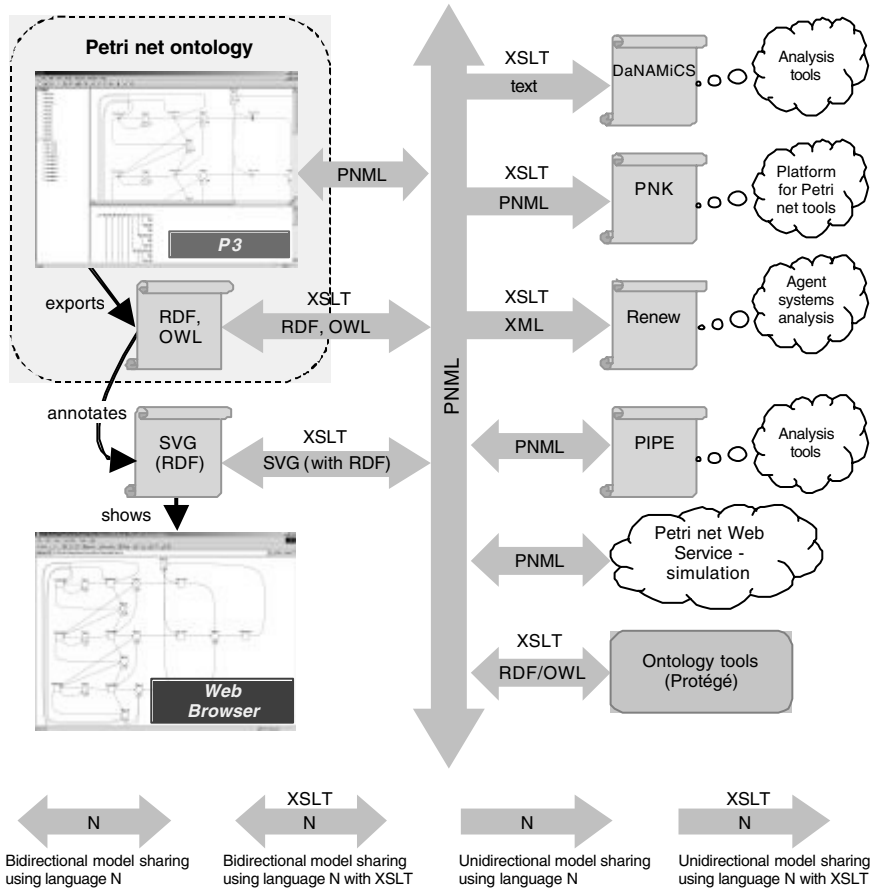 Petri net ontology
P3
PNML
exports
RDF,
OWL
XSLT
RDF, OWL
annotates
SVG
(RDF)
XSLT
SVG (with RDF)
shows
Web
Browser
PNML
XSLT
text
DaNAMiCS
Analysis
tools
XSLT
PNML
PNK
Platform
for Petri
net tools
XSLT
XML
Renew
Agent
systems
analysis
PNML
PIPE
Analysis
tools
PNML
Petri net Web
Service -
simulation
XSLT
RDF/OWL
Ontology tools
(Protégé)
N
Bidirectional model sharing
using language N
XSLT
N
Bidirectional model sharing
using language N with XSLT
N
Unidirectional model sharing
using language N
XSLT
N
Unidirectional model sharing
using language N with XSLT